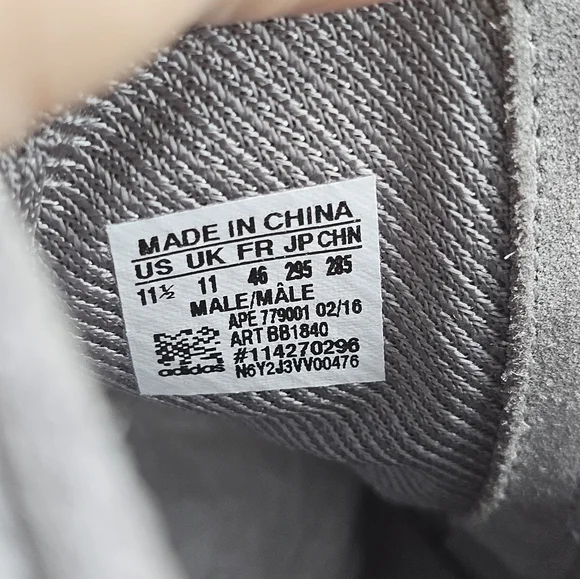 MADE IN CHINA
US UK FR JP CHN
11½ 11 46 295 285
MALE/MÂLE
APE 779001 02/16
ART BB1840
#114270296
adidas N6Y2J3VV00476